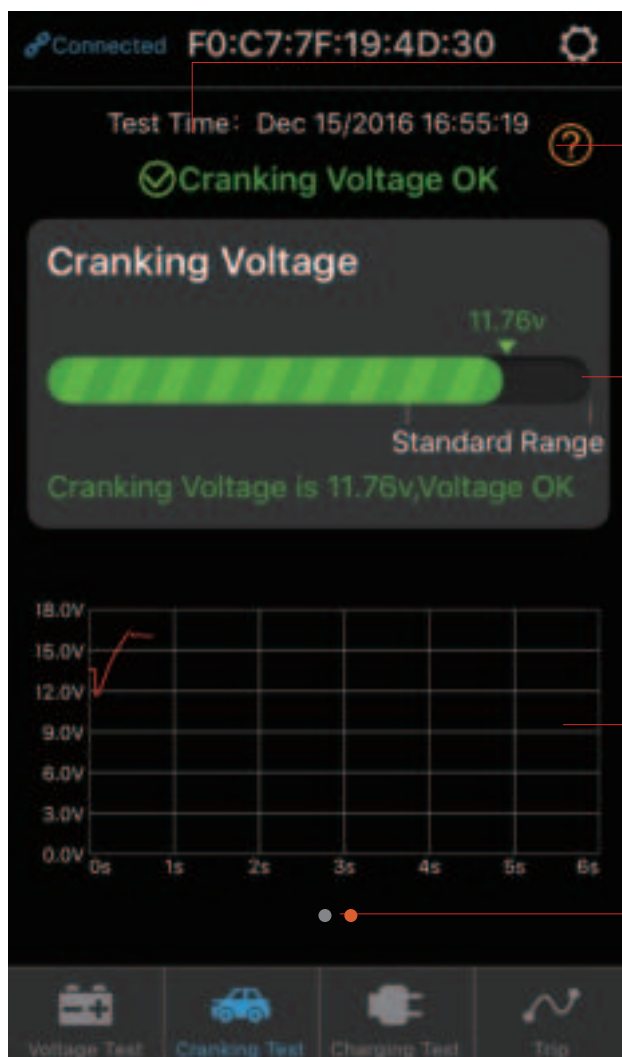 Connected F0:C7:7F:19:4D:30
Test Time: Dec 15/2016 16:55:19
?
Cranking Voltage OK
Cranking Voltage
11.76v
Standard Range
Cranking Voltage is 11.76v,Voltage OK
18.0V
15.0V
12.0V
9.0V
6.0V
3.0V
0.0V
0s 1s 2s 3s 4s 5s 6s
Voltage Test Cranking Test Charging Test Trip